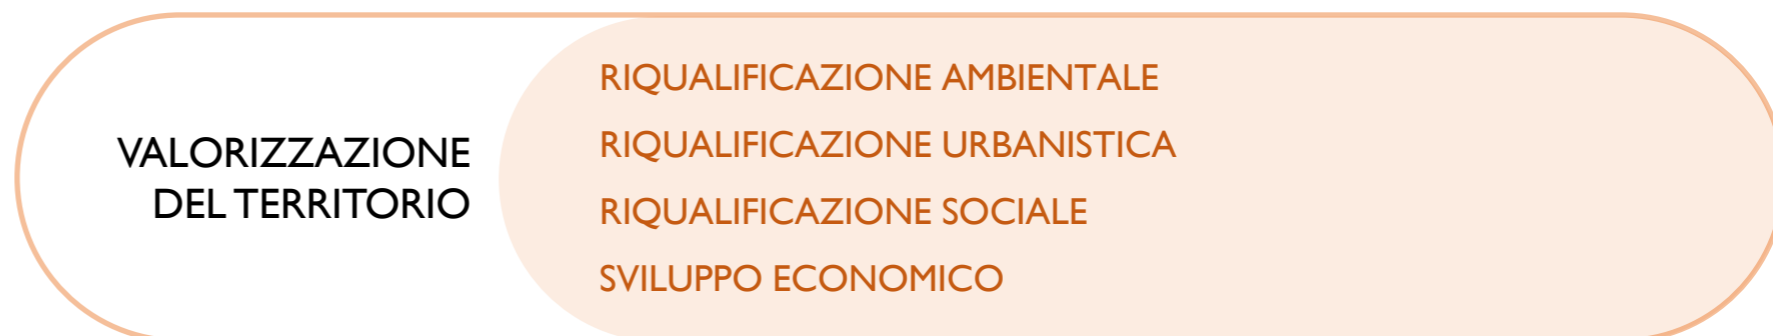 VALORIZZAZIONE
DEL TERRITORIO
RIQUALIFICAZIONE AMBIENTALE
RIQUALIFICAZIONE URBANISTICA
RIQUALIFICAZIONE SOCIALE
SVILUPPO ECONOMICO